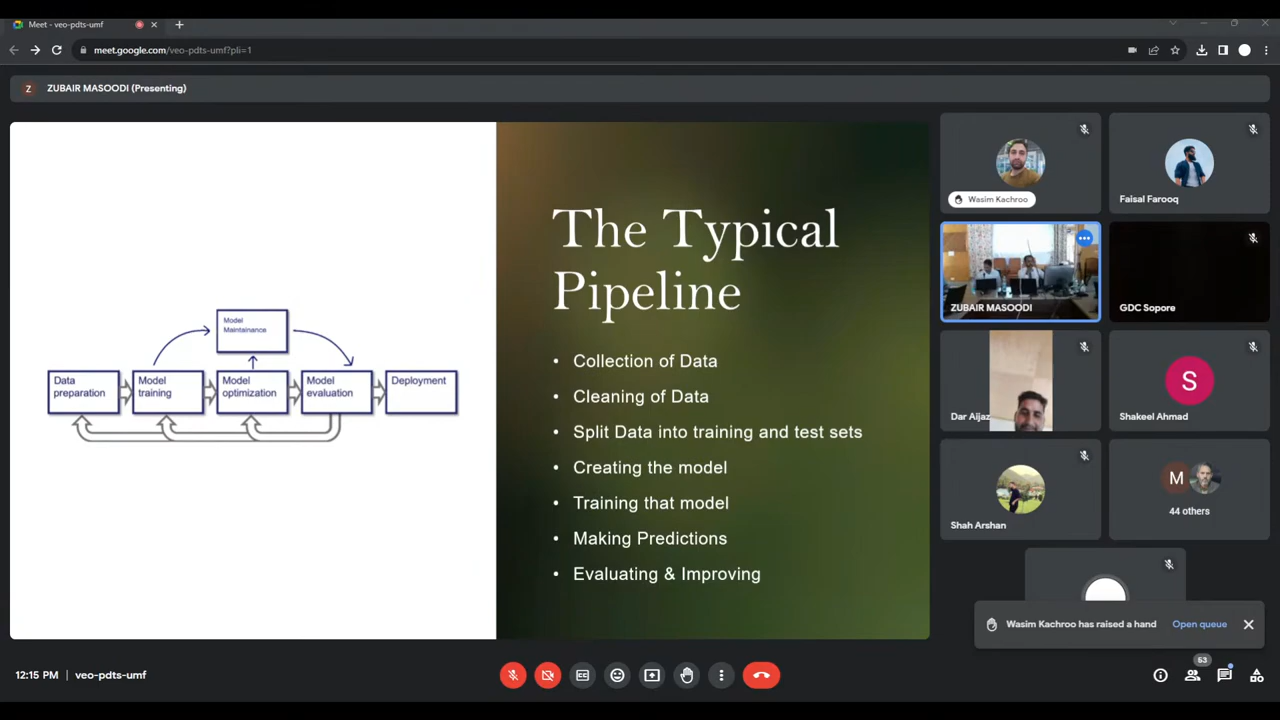 Meet - veo-pdts-umf
meet.google.com/veo-pdts-umf?pli=1
Z
ZUBAIR MASOODI (Presenting)
The Typical
Pipeline
• Collection of Data
• Cleaning of Data
• Split Data into training and test sets
• Creating the model
• Training that model
• Making Predictions
• Evaluating & Improving
Model
Maintainance
Data
preparation
Model
training
Model
optimization
Model
evaluation
Deployment
Wasim Kachroo
Faisal Farooq
ZUBAIR MASOODI
GDC Sopore
Dar Aijaz
S
Shakeel Ahmad
Shah Arshan
M
44 others
Wasim Kachroo has raised a hand
Open queue
12:15 PM | veo-pdts-umf
53